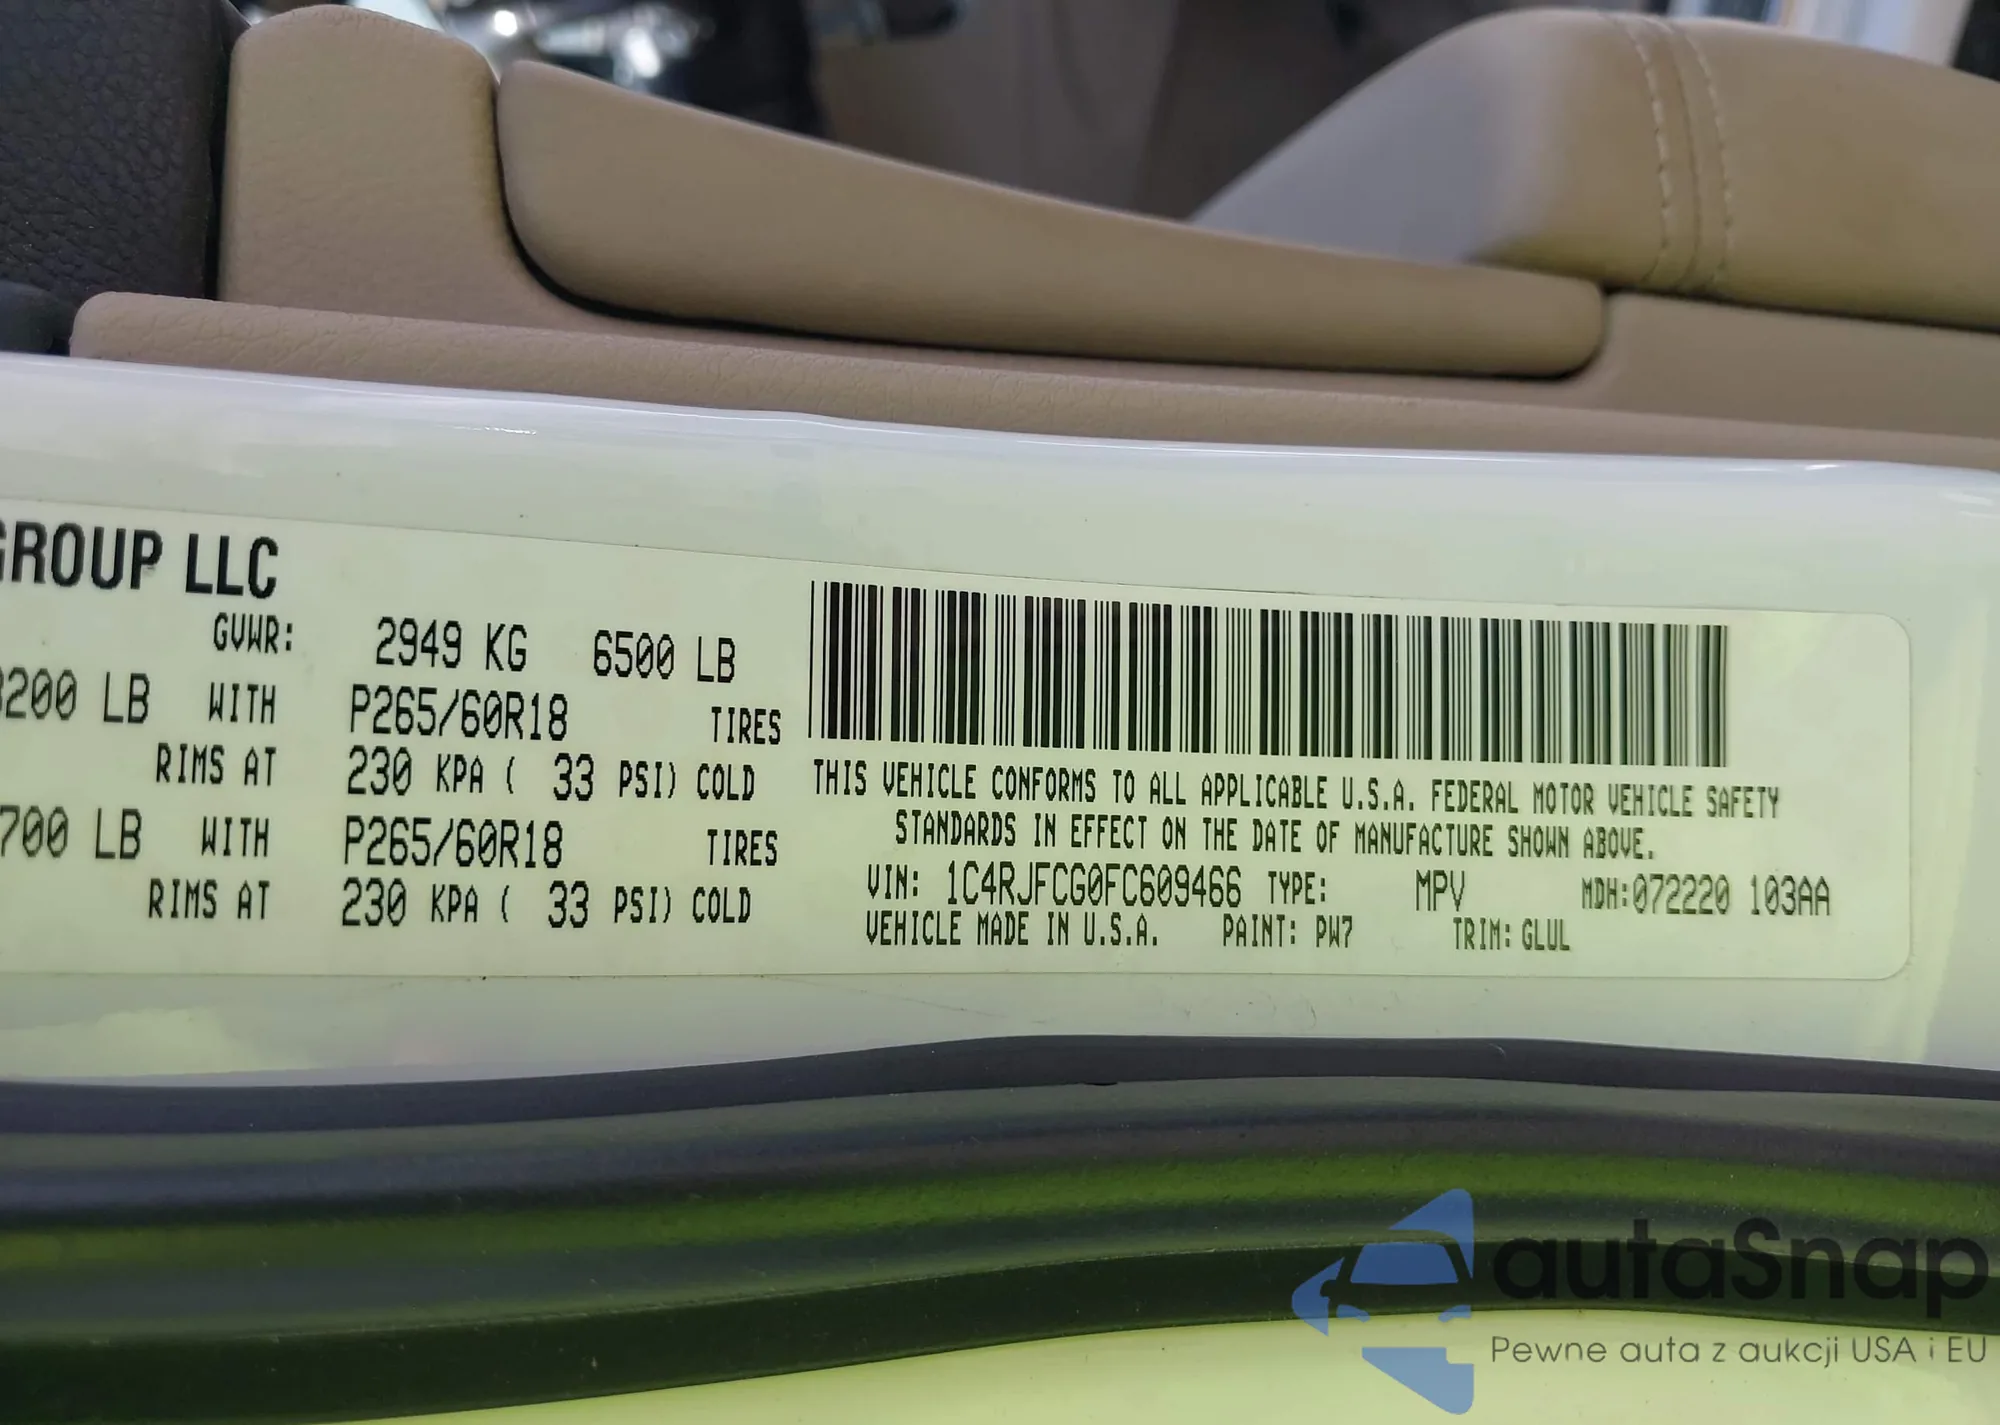 GROUP LLC
GVWR: 2949 KG 6500 LB
200 LB WITH P265/60R18 TIRES
RIMS AT 230 KPA ( 33 PSI) COLD
700 LB WITH P265/60R18 TIRES
RIMS AT 230 KPA ( 33 PSI) COLD
THIS VEHICLE CONFORMS TO ALL APPLICABLE U.S.A. FEDERAL MOTOR VEHICLE SAFETY
STANDARDS IN EFFECT ON THE DATE OF MANUFACTURE SHOWN ABOVE.
VIN: 1C4RJFCG0FC609466 TYPE: MPV MDH:072220 103AA
VEHICLE MADE IN U.S.A. PAINT: PW7 TRIM: GLUL
autaSnap
Pewne auta z aukcji USA i EU